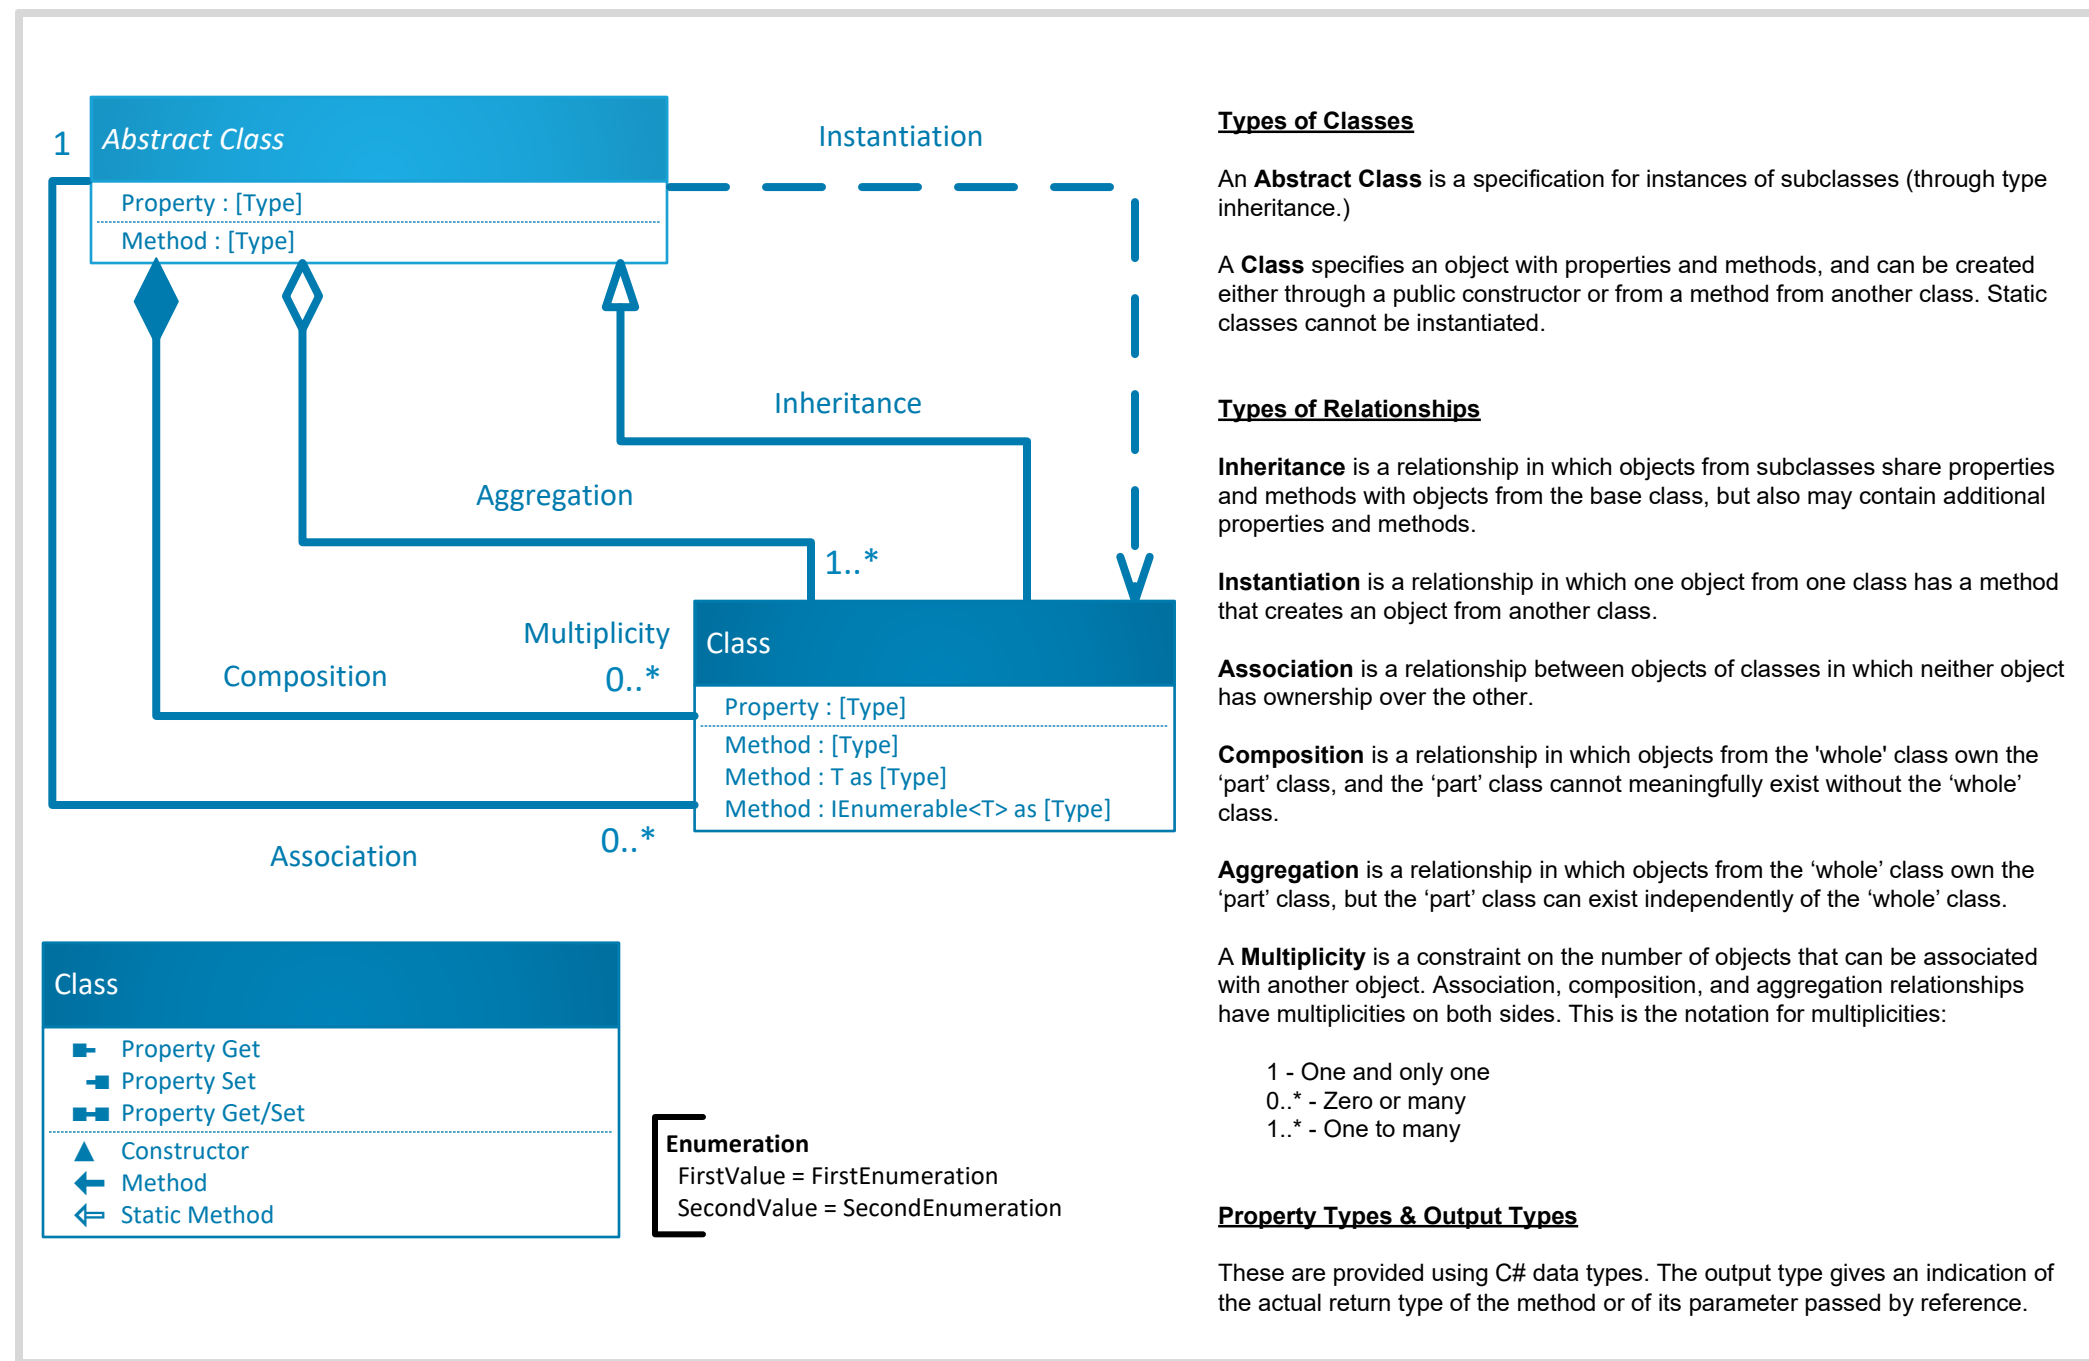 1
Abstract Class
Property : [Type]
Method : [Type]
Instantiation
Inheritance
Aggregation
1..*
Multiplicity
0..*
Composition
Class
Property : [Type]
Method : [Type]
Method : T as [Type]
Method : IEnumerable<T> as [Type]
0..*
Association
Class
Property Get
Property Set
Property Get/Set
Constructor
Method
Static Method
Enumeration
FirstValue = FirstEnumeration
SecondValue = SecondEnumeration
Types of Classes
An Abstract Class is a specification for instances of subclasses (through type
inheritance.)
A Class specifies an object with properties and methods, and can be created
either through a public constructor or from a method from another class. Static
classes cannot be instantiated.
Types of Relationships
Inheritance is a relationship in which objects from subclasses share properties
and methods with objects from the base class, but also may contain additional
properties and methods.
Instantiation is a relationship in which one object from one class has a method
that creates an object from another class.
Association is a relationship between objects of classes in which neither object
has ownership over the other.
Composition is a relationship in which objects from the 'whole' class own the
‘part’ class, and the ‘part’ class cannot meaningfully exist without the ‘whole’
class.
Aggregation is a relationship in which objects from the ‘whole’ class own the
‘part’ class, but the ‘part’ class can exist independently of the ‘whole’ class.
A Multiplicity is a constraint on the number of objects that can be associated
with another object. Association, composition, and aggregation relationships
have multiplicities on both sides. This is the notation for multiplicities:
1 - One and only one
0..* - Zero or many
1..* - One to many
Property Types & Output Types
These are provided using C# data types. The output type gives an indication of
the actual return type of the method or of its parameter passed by reference.